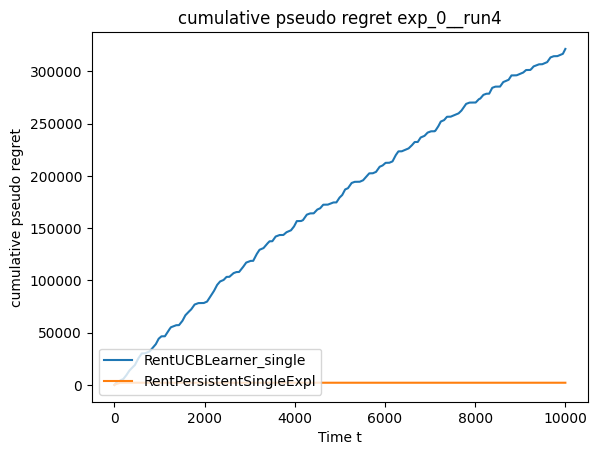 cumulative pseudo regret exp_0__run4
cumulative pseudo regret
300000
250000
200000
150000
100000
50000
0
RentUCBLearner_single
RentPersistentSingleExpl
0
2000
4000
6000
8000
10000
Time t